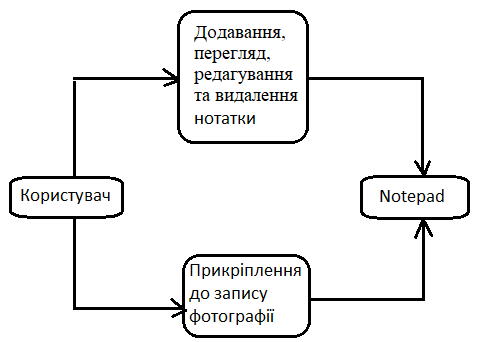 Додавання,
перегляд,
редагування
та видалення
нотатки
Користувач
Notepad
Прикріплення
до запису
фотографії